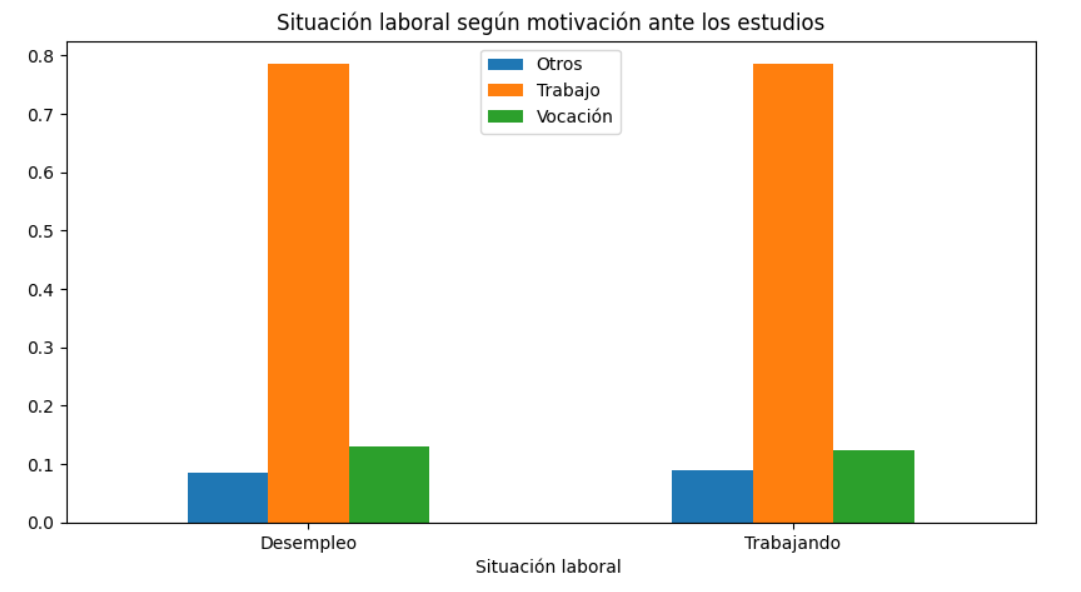 Situación laboral según motivación ante los estudios
0.8
0.7
0.6
0.5
0.4
0.3
0.2
0.1
0.0
Otros
Trabajo
Vocación
Desempleo
Trabajando
Situación laboral